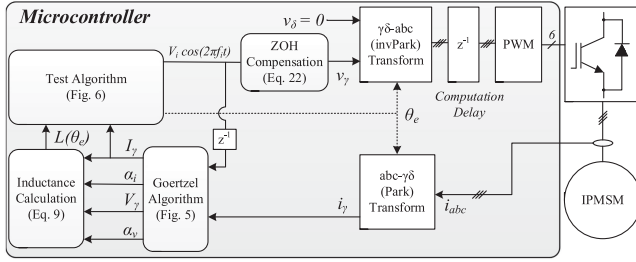 Microcontroller
v_δ = 0
V_i cos(2πf_i t)
ZOH
Compensation
(Eq. 22)
v_γ
γδ-abc
(invPark)
Transform
z⁻¹
PWM
6
Computation
Delay
Test Algorithm
(Fig. 6)
θ_e
L(θ_e)
z⁻¹
Inductance
Calculation
(Eq. 9)
I_γ
α_i
V_γ
α_v
Goertzel
Algorithm
(Fig. 5)
i_γ
abc-γδ
(Park)
Transform
i_abc
IPMSM